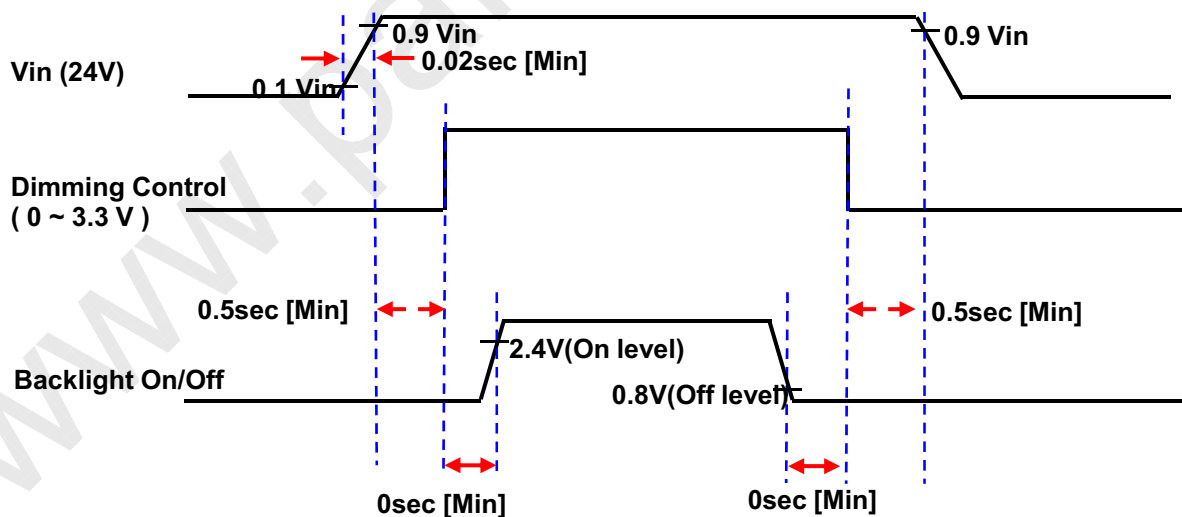 0.9 Vin
0.9 Vin
0.02sec [Min]
Vin (24V)
0 1 Vin
Dimming Control
( 0 ~ 3.3 V )
0.5sec [Min]
0.5sec [Min]
2.4V(On level)
Backlight On/Off
0.8V(Off level)
0sec [Min]
0sec [Min]
www.pa